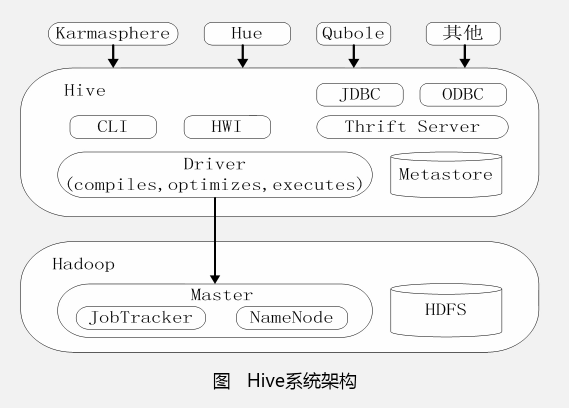 Karmasphere
Hue
Qubole
其他
Hive
JDBC
ODBC
CLI
HWI
Thrift Server
Driver
(compiles,optimizes,executes)
Metastore
Hadoop
Master
JobTracker
NameNode
HDFS
图 Hive系统架构